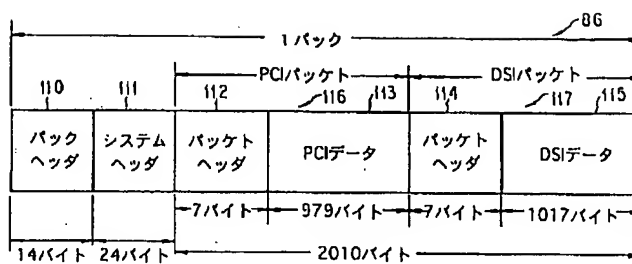 86
1パック
PCIパケット
DSIパケット
110
111
112
116
113
114
117
115
パック
ヘッダ
システム
ヘッダ
パケット
ヘッダ
PCIデータ
パケット
ヘッダ
DSIデータ
7バイト
979バイト
7バイト
1017バイト
14バイト
24バイト
2010バイト